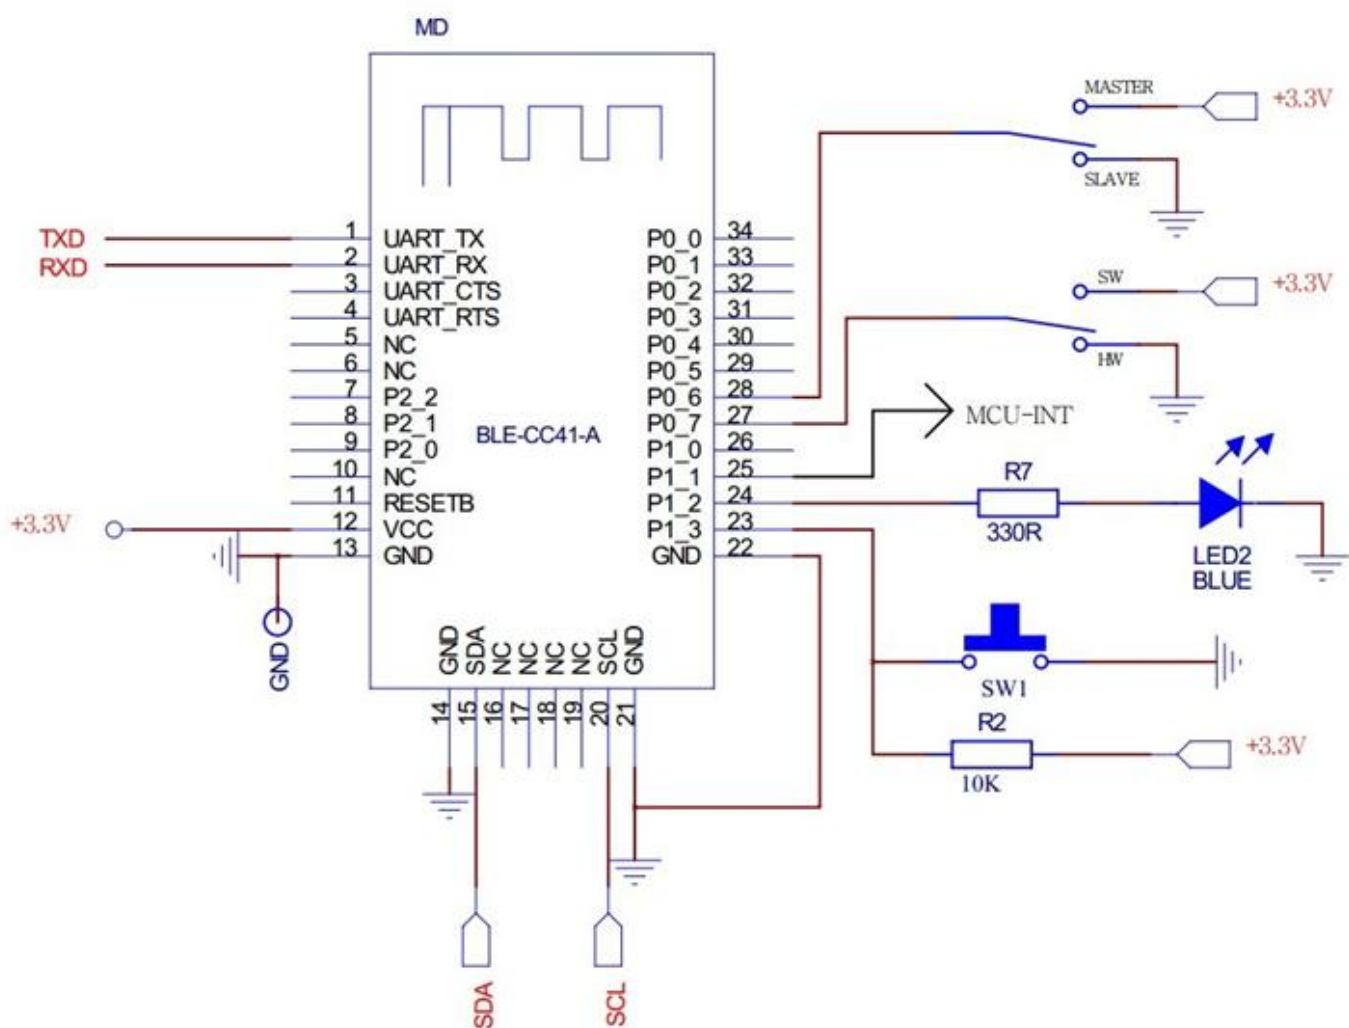 MD
MASTER
+3.3V
SLAVE
TXD
1
UART_TX
P0_0
34
RXD
2
UART_RX
P0_1
33
3
UART_CTS
P0_2
32
SW
+3.3V
4
UART_RTS
P0_3
31
5
NC
P0_4
30
HW
6
NC
P0_5
29
7
P2_2
P0_6
28
8
P2_1
P0_7
27
MCU-INT
BLE-CC41-A
9
P2_0
P1_0
26
10
NC
P1_1
25
R7
11
RESETB
P1_2
24
+3.3V
12
VCC
P1_3
23
330R
13
GND
GND
22
LED2
BLUE
GND
GND
SDA
NC
NC
NC
NC
SCL
GND
14
15
16
17
18
19
20
21
SW1
R2
+3.3V
10K
SDA
SCL